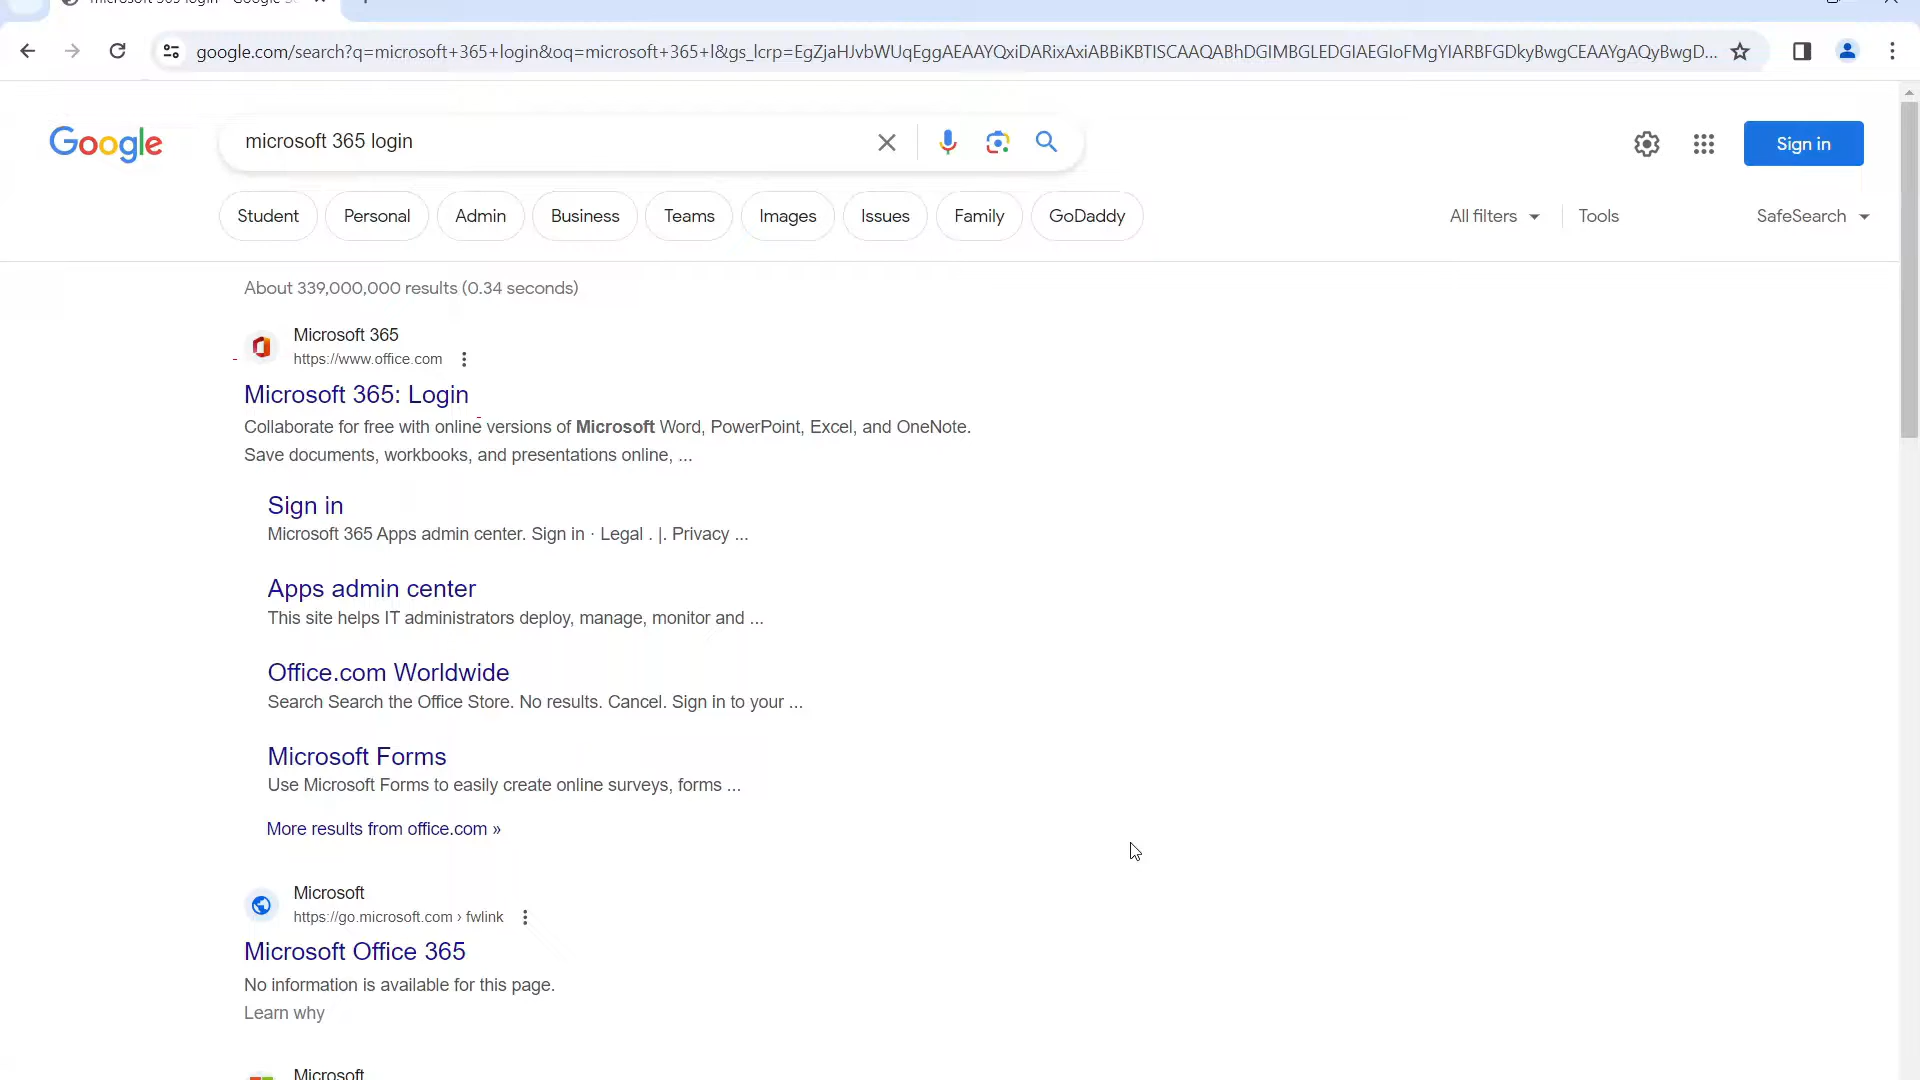 google.com/search?q=microsoft+365+login&oq=microsoft+365+l&gs_lcrp=EgZjaHJvbWUqEggAEAAYQxiDARixAxiABBiKBTISCAAQABhDGIMBGLEDGIAEGIoFMgYIARBFGDkyBwgCEAAYgAQyBwgD...
Google
microsoft 365 login
Sign in
Student
Personal
Admin
Business
Teams
Images
Issues
Family
GoDaddy
All filters
Tools
SafeSearch
About 339,000,000 results (0.34 seconds)
Microsoft 365
https://www.office.com
Microsoft 365: Login
Collaborate for free with online versions of Microsoft Word, PowerPoint, Excel, and OneNote.
Save documents, workbooks, and presentations online, ...
Sign in
Microsoft 365 Apps admin center. Sign in · Legal . |. Privacy ...
Apps admin center
This site helps IT administrators deploy, manage, monitor and ...
Office.com Worldwide
Search Search the Office Store. No results. Cancel. Sign in to your ...
Microsoft Forms
Use Microsoft Forms to easily create online surveys, forms ...
More results from office.com »
Microsoft
https://go.microsoft.com › fwlink
Microsoft Office 365
No information is available for this page.
Learn why
Microsoft